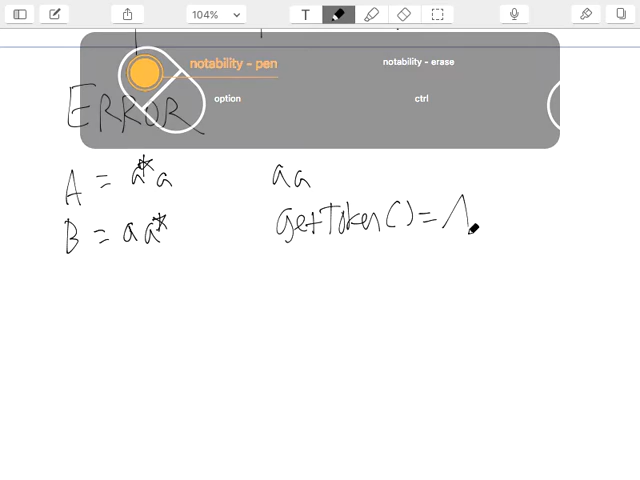 104%
T
notability - pen
notability - erase
option
ctrl
ERROR
A = a*a
aa
B = aa*
getToken() =